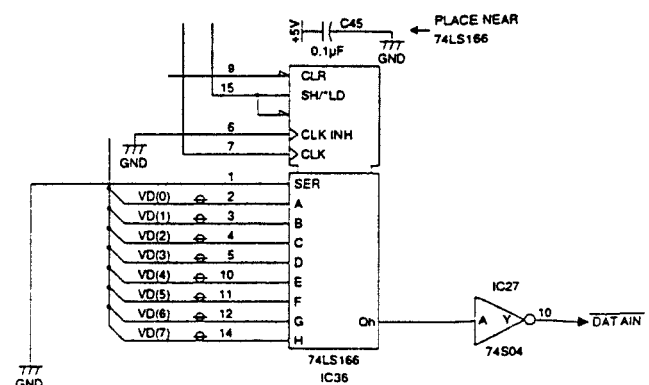 +5V
C45
0.1µF
GND
PLACE NEAR
74LS166
9
CLR
15
SH/*LD
6
CLK INH
GND
7
CLK
1
SER
VD(0) 2 A
VD(1) 3 B
VD(2) 4 C
VD(3) 5 D
VD(4) 10 E
VD(5) 11 F
VD(6) 12 G
VD(7) 14 H
Qh
74LS166
IC36
IC27
A Y 10 DATAIN
74S04
GND